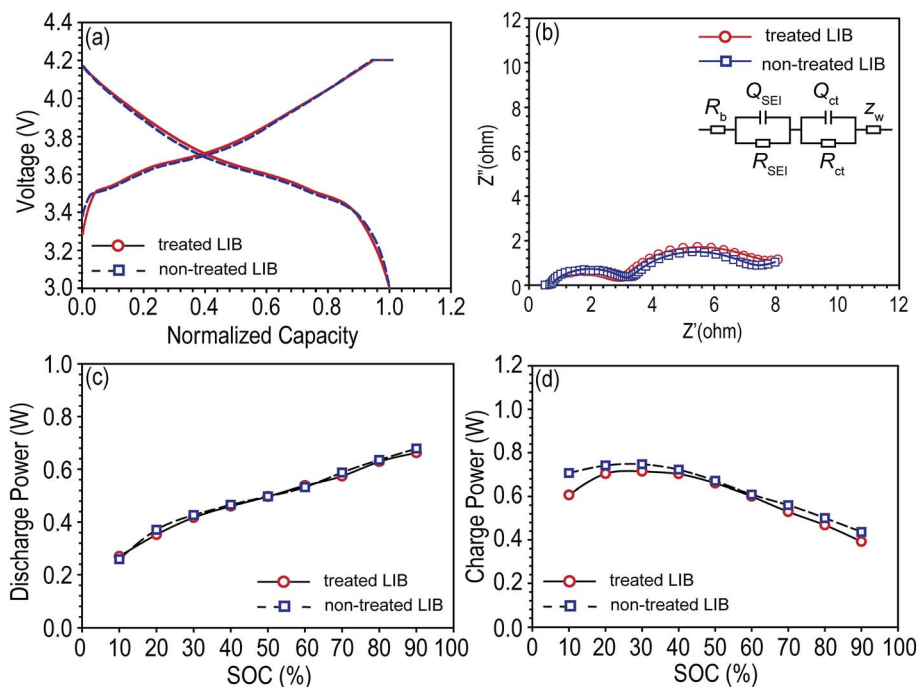 (a)
4.4
4.2
4.0
3.8
3.6
3.4
3.2
3.0
Voltage (V)
treated LIB
non-treated LIB
0.0 0.2 0.4 0.6 0.8 1.0 1.2
Normalized Capacity
(b)
12
10
8
6
4
2
0
Z"(ohm)
treated LIB
non-treated LIB
Rb QSEI Qct zw
RSEI Rct
0 2 4 6 8 10 12
Z'(ohm)
(c)
1.0
0.8
0.6
0.4
0.2
0.0
Discharge Power (W)
treated LIB
non-treated LIB
10 20 30 40 50 60 70 80 90 100
SOC (%)
(d)
1.2
1.0
0.8
0.6
0.4
0.2
0.0
Charge Power (W)
treated LIB
non-treated LIB
0 10 20 30 40 50 60 70 80 90 100
SOC (%)